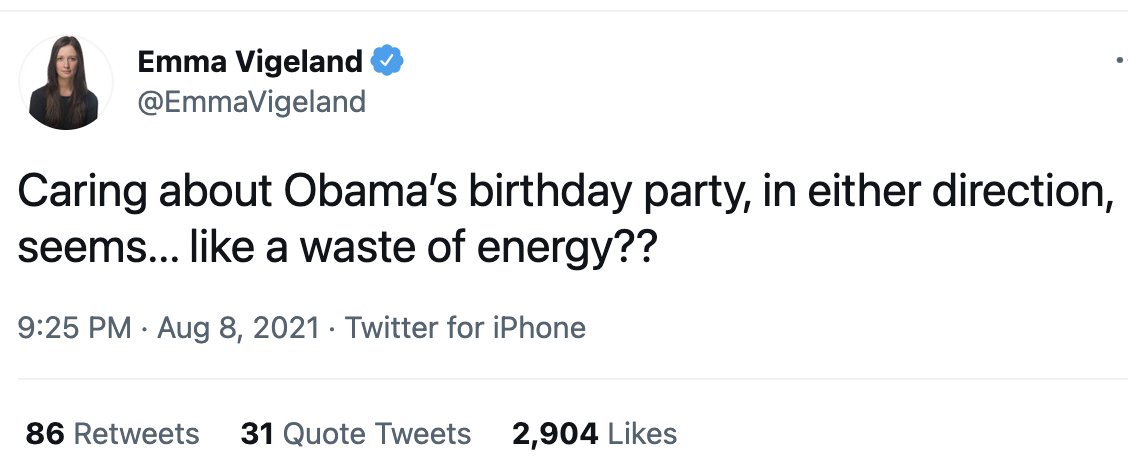 Emma Vigeland
@EmmaVigeland
Caring about Obama's birthday party, in either direction,
seems... like a waste of energy??
9:25 PM · Aug 8, 2021 · Twitter for iPhone
86 Retweets 31 Quote Tweets 2,904 Likes